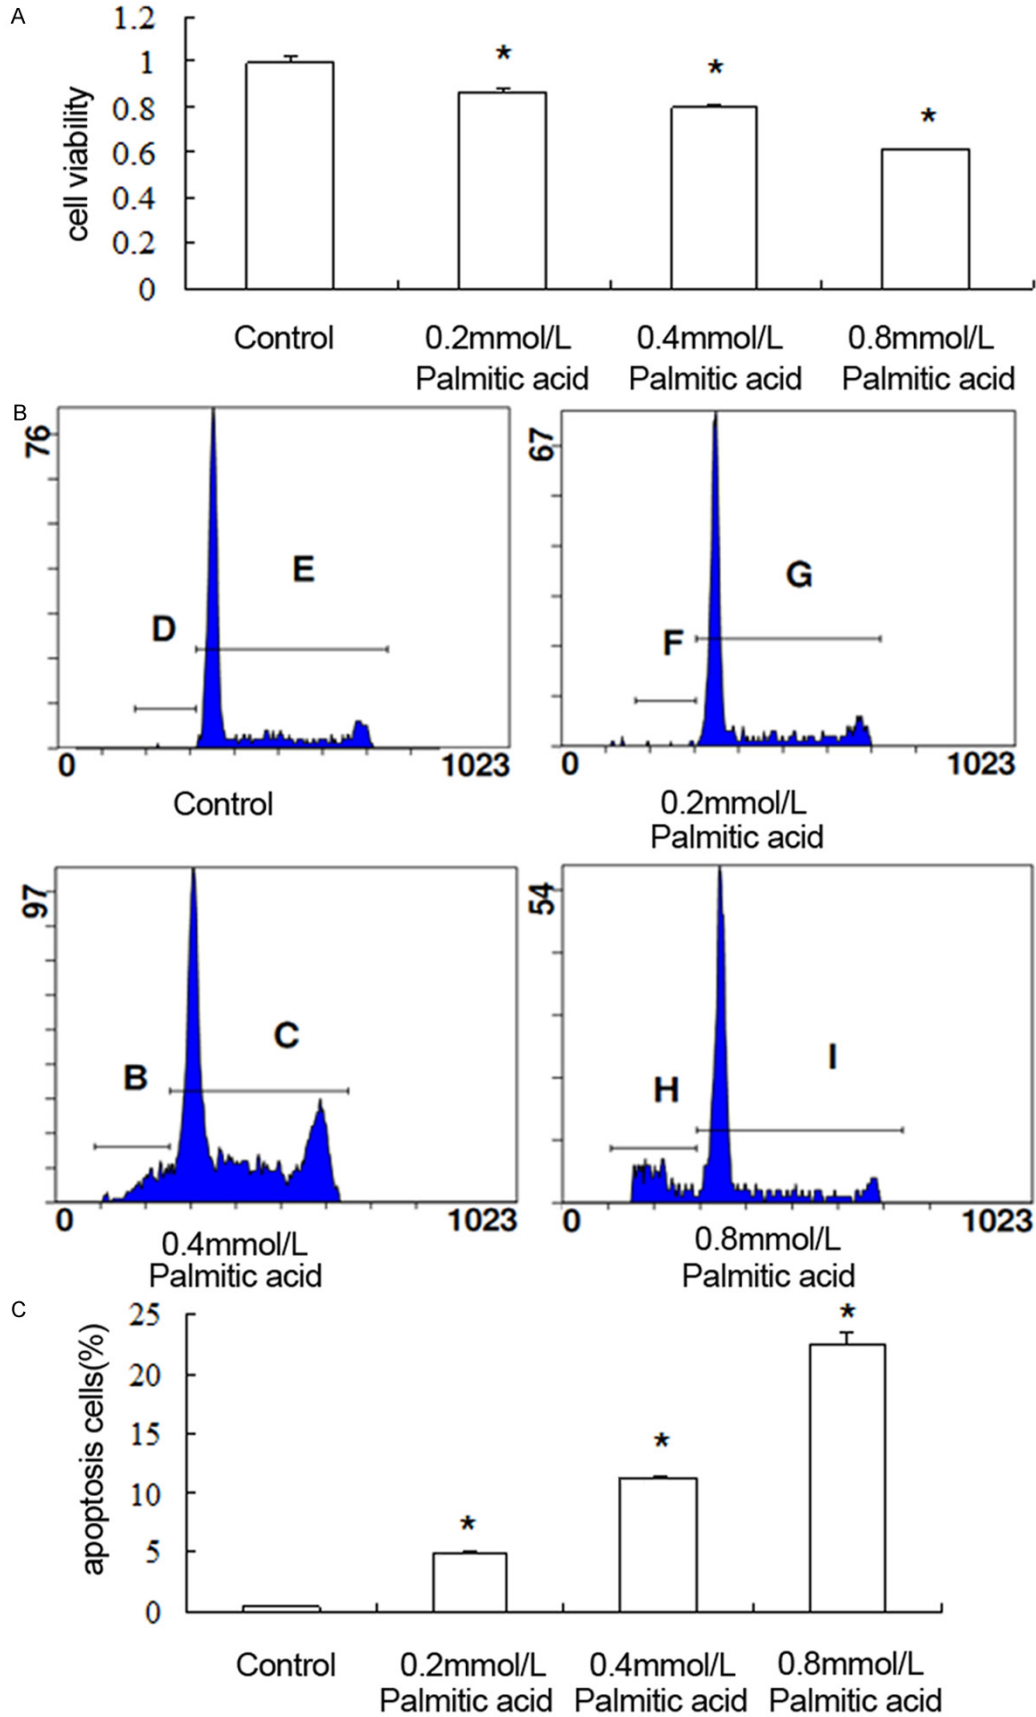 A
1.2
1
0.8
0.6
0.4
0.2
0
cell viability
* * *
Control
0.2mmol/L
Palmitic acid
0.4mmol/L
Palmitic acid
0.8mmol/L
Palmitic acid
B
76
D
E
0
1023
Control
67
F
G
0
1023
0.2mmol/L
Palmitic acid
97
B
C
0
1023
0.4mmol/L
Palmitic acid
54
H
I
0
1023
0.8mmol/L
Palmitic acid
C
25
20
15
10
5
0
apoptosis cells(%)
* * *
Control
0.2mmol/L
Palmitic acid
0.4mmol/L
Palmitic acid
0.8mmol/L
Palmitic acid